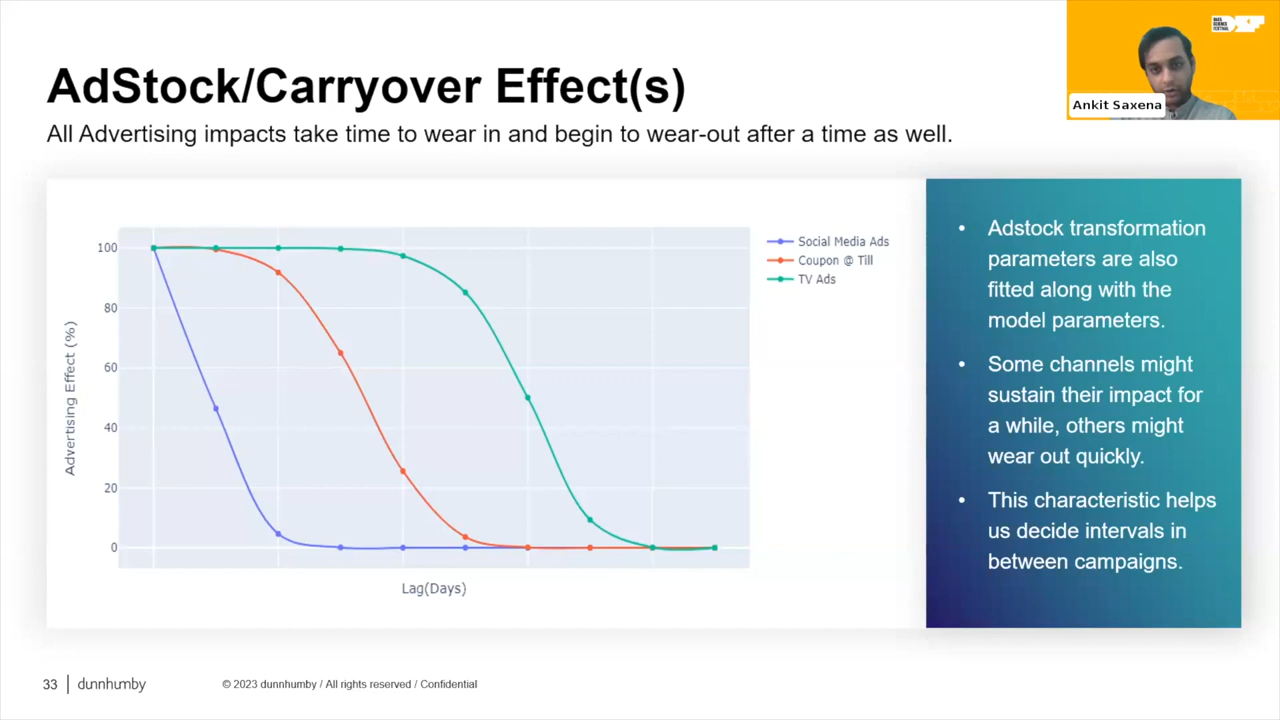 AdStock/Carryover Effect(s)
All Advertising impacts take time to wear in and begin to wear-out after a time as well.
DATA
SCIENCE
FESTIVAL
Ankit Saxena
100
80
60
40
20
0
Advertising Effect (%)
Lag(Days)
Social Media Ads
Coupon @ Till
TV Ads
• Adstock transformation
parameters are also
fitted along with the
model parameters.
• Some channels might
sustain their impact for
a while, others might
wear out quickly.
• This characteristic helps
us decide intervals in
between campaigns.
33 | dunnhumby
© 2023 dunnhumby / All rights reserved / Confidential